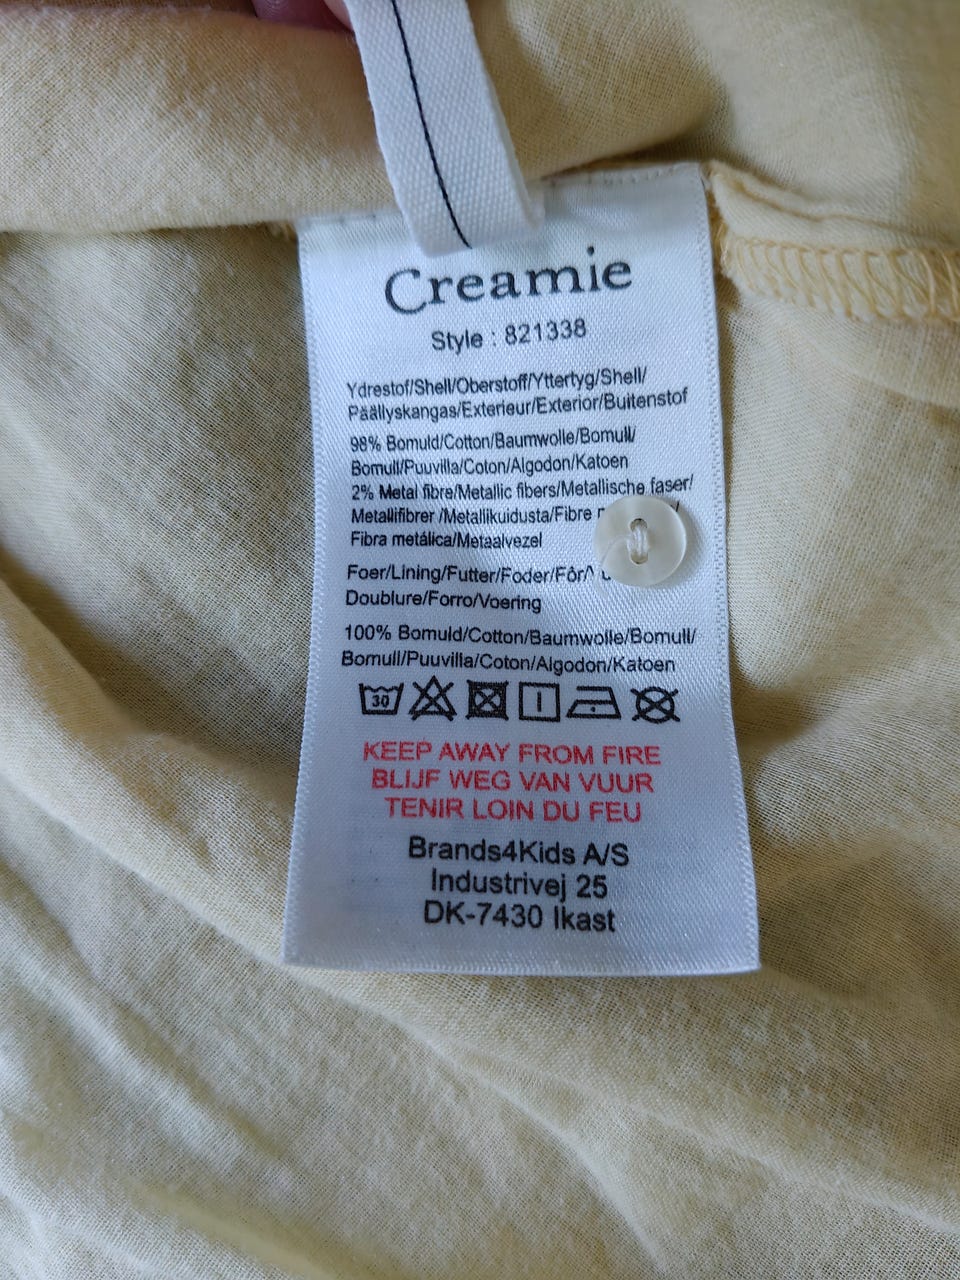 Creamie
Style : 821338
Ydrestof/Shell/Oberstoff/Yttertyg/Shell/
Päällyskangas/Exterieur/Exterior/Buitenstof
98% Bomuld/Cotton/Baumwolle/Bomull/
Bomull/Puuvilla/Coton/Algodon/Katoen
2% Metal fibre/Metallic fibers/Metallische faser/
Metallfibrer /Metallikuidusta/Fibre
Fibra metálica/Metaalvezel
Foer/Lining/Futter/Foder/Fôr/
Doublure/Forro/Voering
100% Bomuld/Cotton/Baumwolle/Bomull/
Bomull/Puuvilla/Coton/Algodon/Katoen
30
KEEP AWAY FROM FIRE
BLIJF WEG VAN VUUR
TENIR LOIN DU FEU
Brands4Kids A/S
Industrivej 25
DK-7430 Ikast